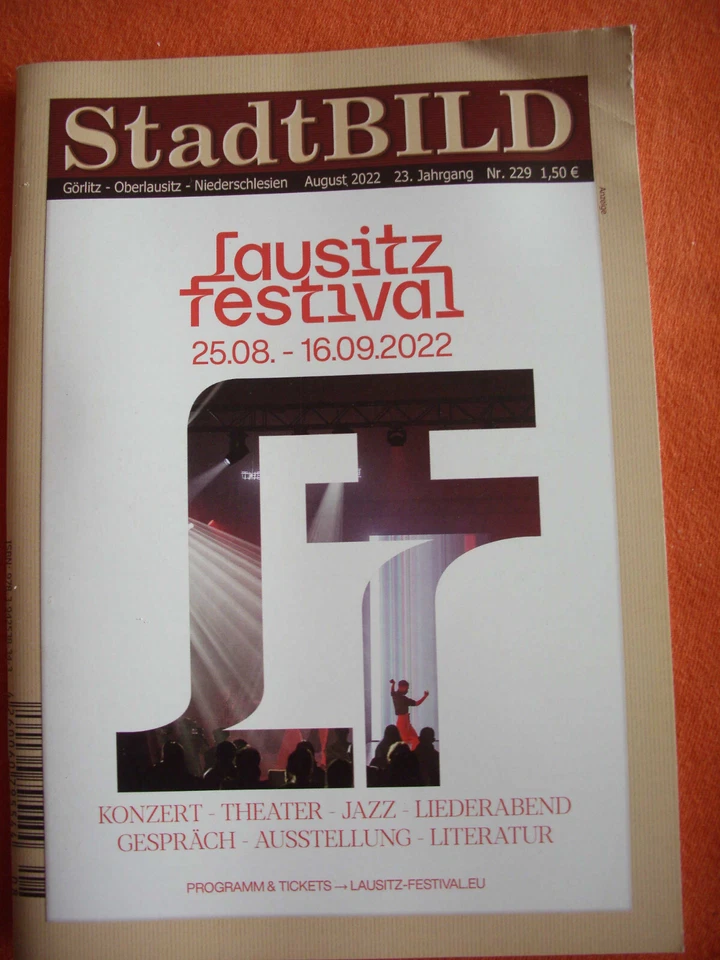 StadtBILD
Görlitz - Oberlausitz - Niederschlesien August 2022 23. Jahrgang Nr. 229 1,50 €
Anzeige
lausitz
festival
25.08. - 16.09.2022
KONZERT - THEATER - JAZZ - LIEDERABEND
GESPRÄCH - AUSSTELLUNG - LITERATUR
PROGRAMM & TICKETS → LAUSITZ-FESTIVAL.EU